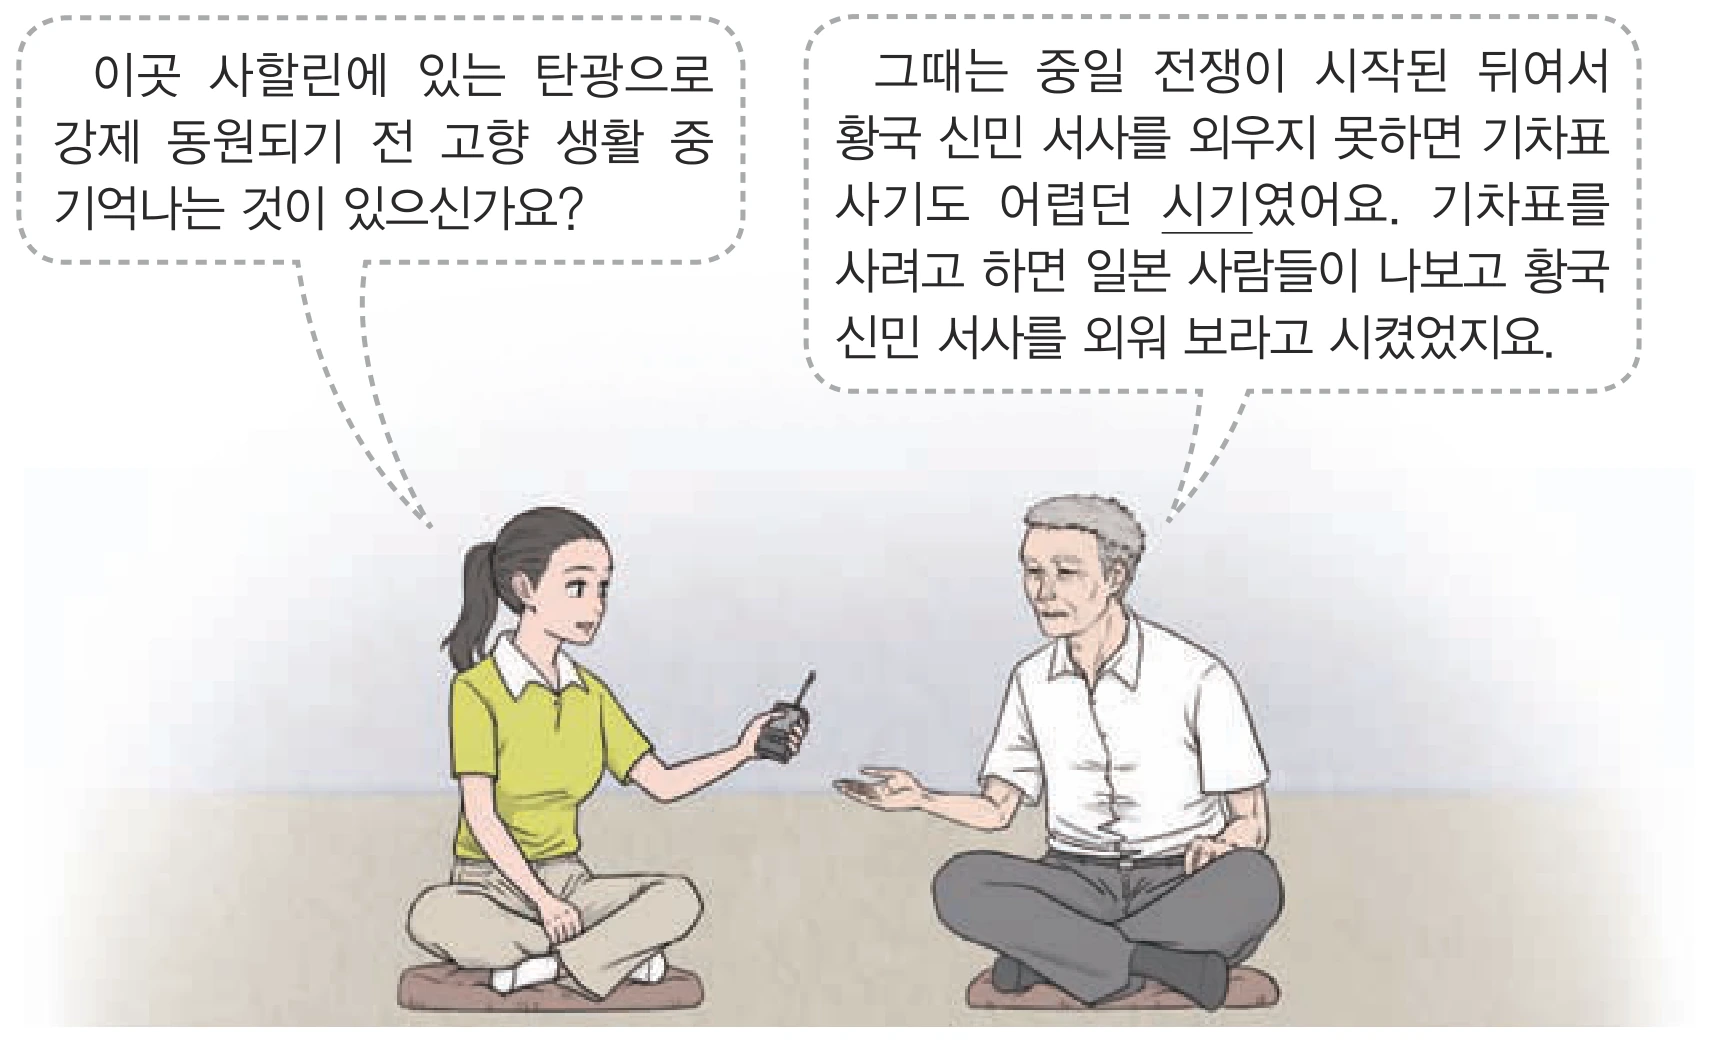 이곳 사할린에 있는 탄광으로
강제 동원되기 전 고향 생활 중
기억나는 것이 있으신가요?
그때는 중일 전쟁이 시작된 뒤여서
황국 신민 서사를 외우지 못하면 기차표
사기도 어렵던 시기였어요. 기차표를
사려고 하면 일본 사람들이 나보고 황국
신민 서사를 외워 보라고 시켰었지요.